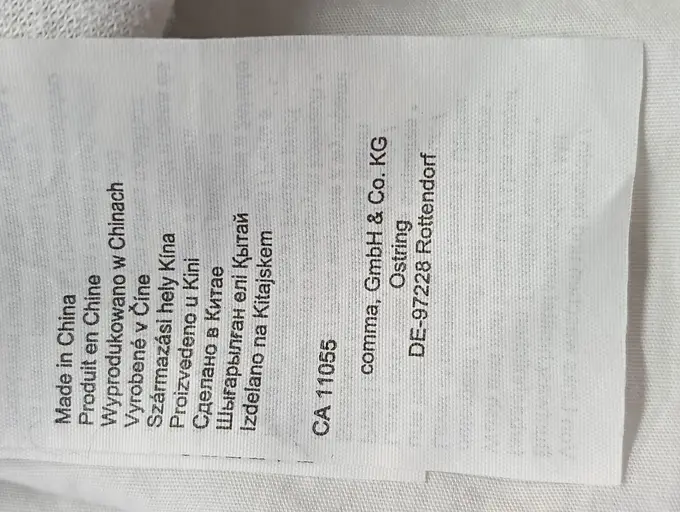 Made in China
Produit en Chine
Wyprodukowano w Chinach
Vyrobené v Číne
Származási hely Kína
Proizvedeno u Kini
Сделано в Китае
Шығарылған елі Қытай
Izdelano na Kitajskem
CA 11055
comma, GmbH & Co. KG
Ostring
DE-97228 Rottendorf